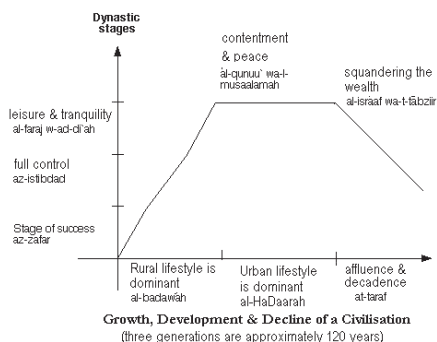 Dynastic
stages
contentment
& peace
al-qunuu` wa-l-
musaalamah
squandering the
wealth
al-isráaf wa-t-tàbziir
leisure & tranquility
al-faraj w-ad-di`ah
full control
az-istibdad
Stage of success
az-zafar
Rural lifestyle is
dominant
al-badawah
Urban lifestyle
is dominant
al-HaDaarah
affluence &
decadence
at-taraf
Growth, Development & Decline of a Civilisation
(three generations are approximately 120 years)